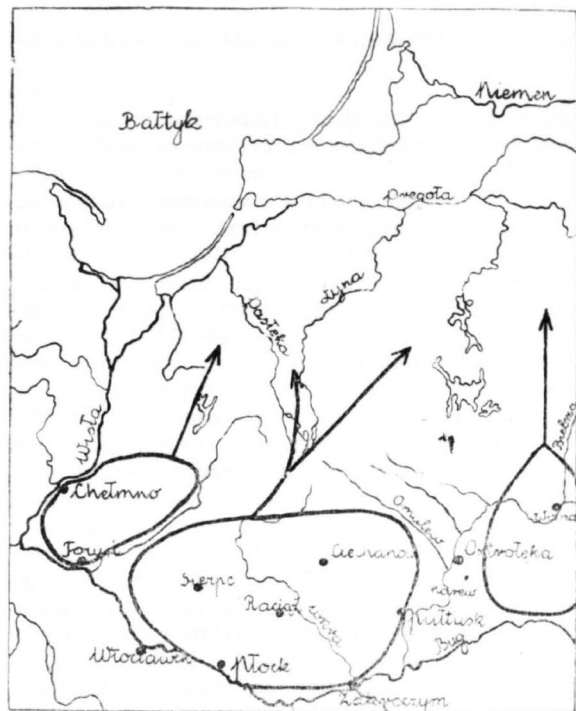 Niemen
Bałtyk
Pregoła
Pasłęka
Łyna
Wisła
Biebrza
Chełmno
Omulew
Wizna
Toruń
Ciechanów
Ostrołęka
Sierpc
narew
Raciąż
Wkra
Pułtusk
Bug
Włocławek
Płock
Zakroczym